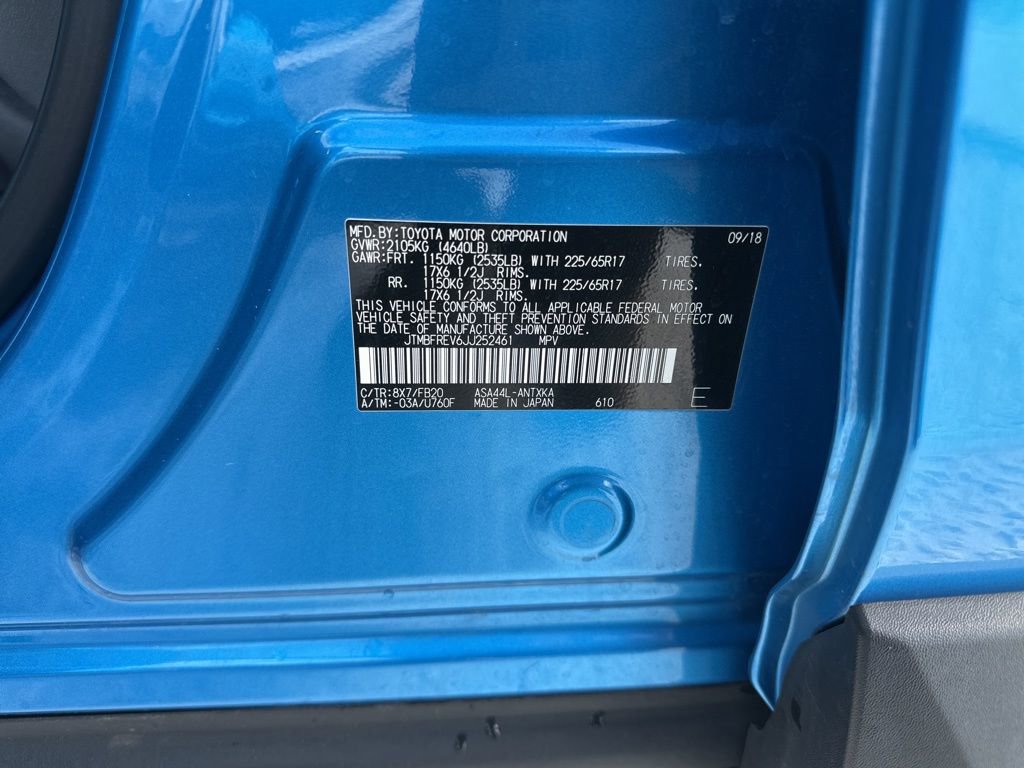 MFD.BY:TOYOTA MOTOR CORPORATION 09/18
GVWR:2105KG (4640LB)
GAWR:FRT. 1150KG (2535LB) WITH 225/65R17 TIRES.
17X6 1/2J RIMS.
RR. 1150KG (2535LB) WITH 225/65R17 TIRES.
17X6 1/2J RIMS.
THIS VEHICLE CONFORMS TO ALL APPLICABLE FEDERAL MOTOR
VEHICLE SAFETY AND THEFT PREVENTION STANDARDS IN EFFECT ON
THE DATE OF MANUFACTURE SHOWN ABOVE.
JTMBFREV6JJ252461 MPV
C/TR:8X7/FB20 ASA44L-ANTXKA
A/TM:-03A/U760F MADE IN JAPAN 610 E